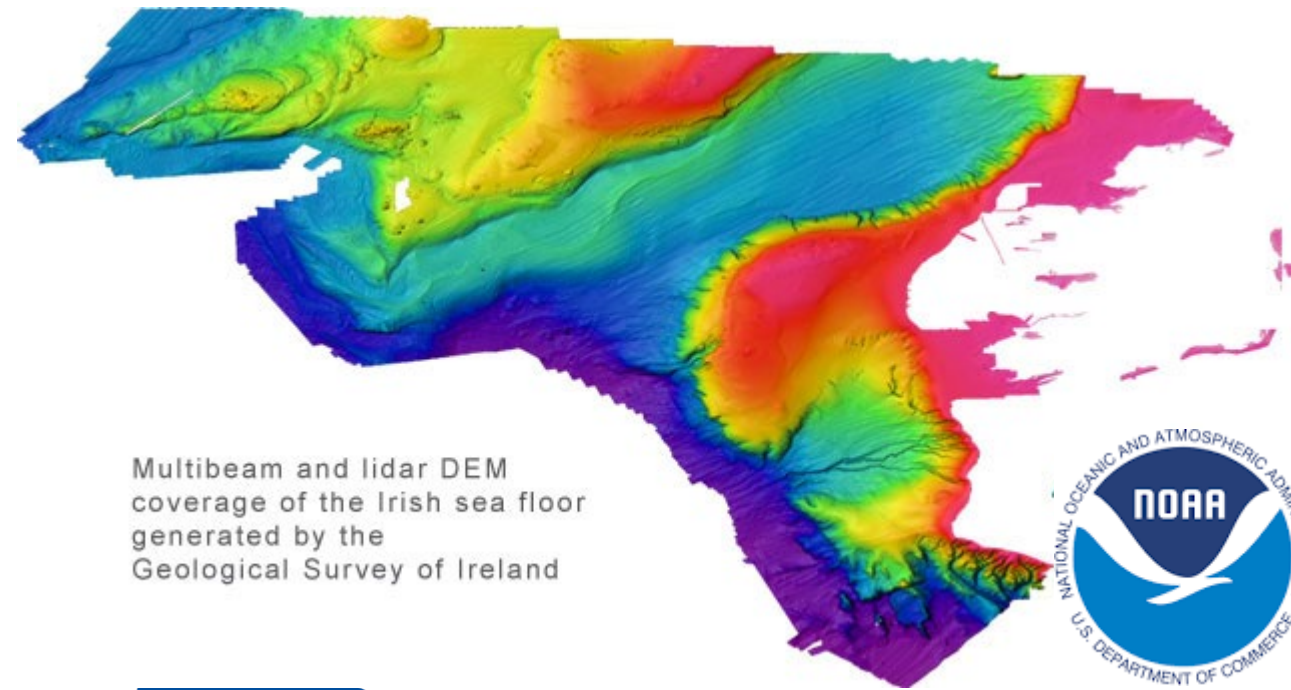 Multibeam and lidar DEM
coverage of the Irish sea floor
generated by the
Geological Survey of Ireland
NATIONAL OCEANIC AND ATMOSPHERIC ADMI
NOAA
U.S. DEPARTMENT OF COMMERCE